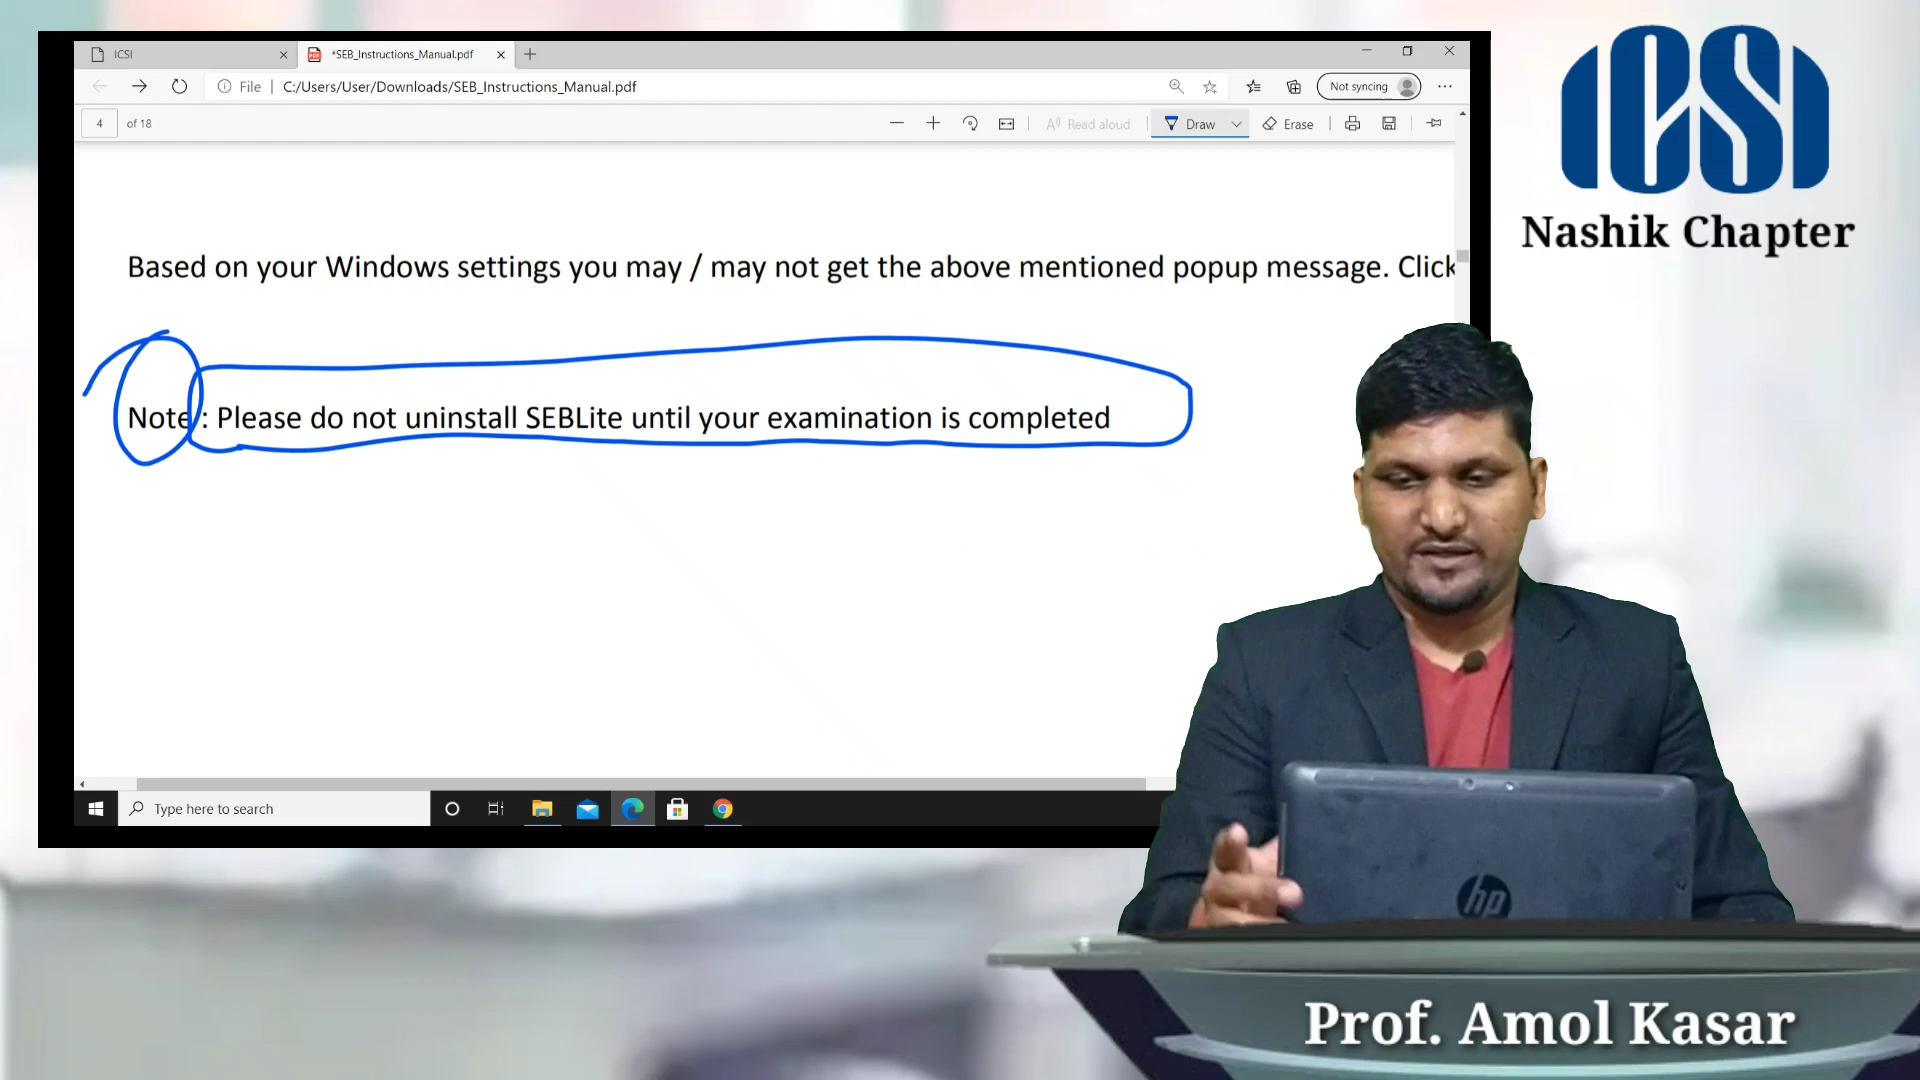 ICSI
*SEB_Instructions_Manual.pdf
File | C:/Users/User/Downloads/SEB_Instructions_Manual.pdf
Not syncing
4 of 18
Read aloud
Draw
Erase
Based on your Windows settings you may / may not get the above mentioned popup message. Click
Note : Please do not uninstall SEBLite until your examination is completed
Type here to search
ICSI
Nashik Chapter
hp
Prof. Amol Kasar